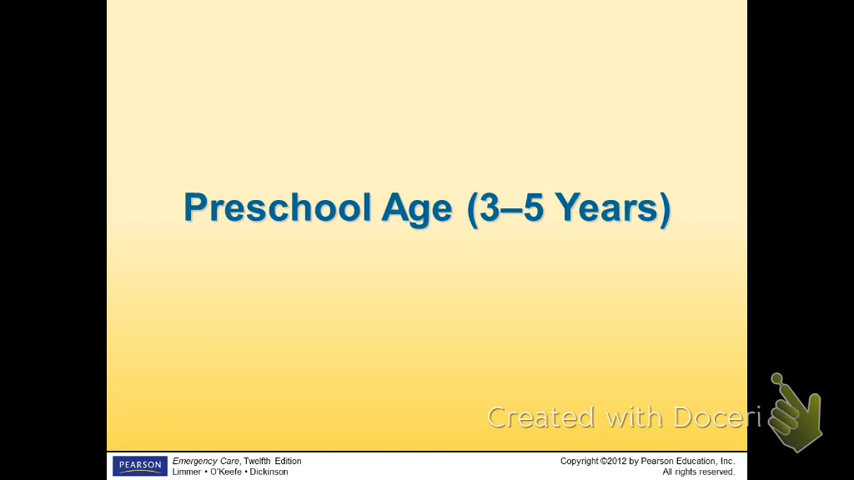 Preschool Age (3–5 Years)
Created with Doceri
PEARSON
Emergency Care, Twelfth Edition
Limmer • O'Keefe • Dickinson
Copyright ©2012 by Pearson Education, Inc.
All rights reserved.